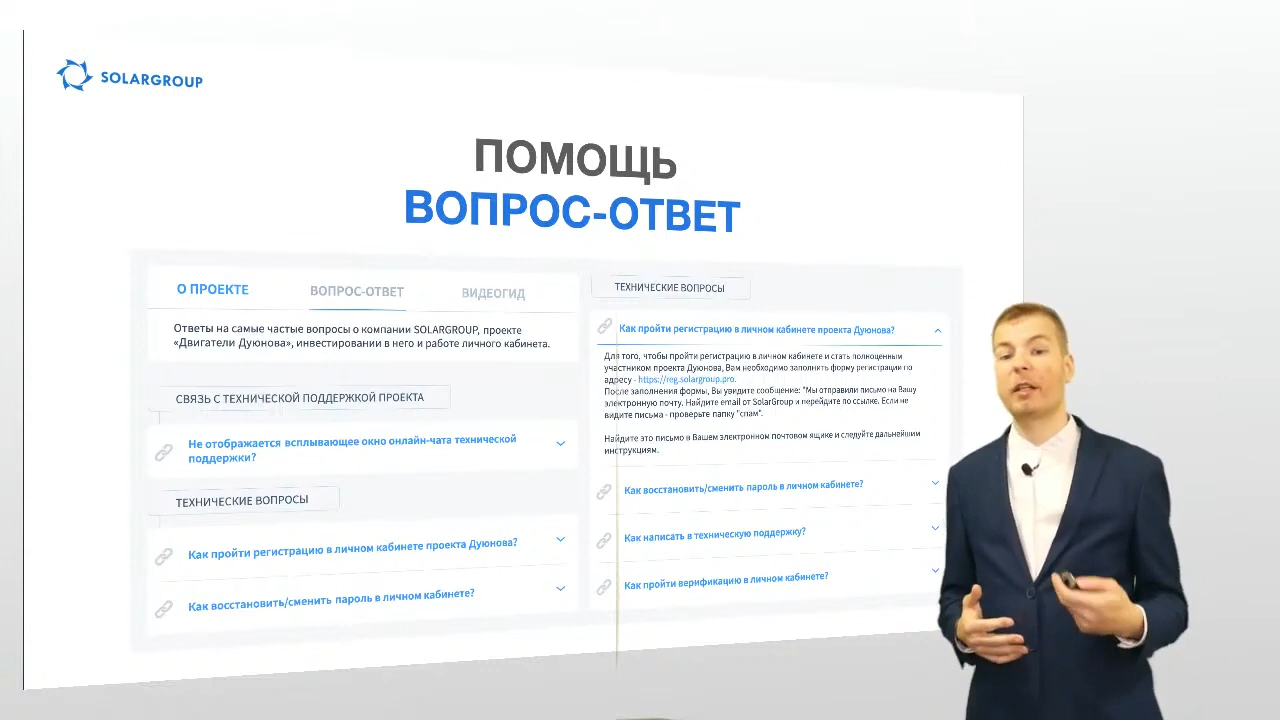 SOLARGROUP
ПОМОЩЬ
ВОПРОС-ОТВЕТ
О ПРОЕКТЕ
ВОПРОС-ОТВЕТ
ВИДЕОГИД
Ответы на самые частые вопросы о компании SOLARGROUP, проекте
«Двигатели Дуюнова», инвестировании в него и работе личного кабинета.
СВЯЗЬ С ТЕХНИЧЕСКОЙ ПОДДЕРЖКОЙ ПРОЕКТА
Не отображается всплывающее окно онлайн-чата технической
поддержки?
ТЕХНИЧЕСКИЕ ВОПРОСЫ
Как пройти регистрацию в личном кабинете проекта Дуюнова?
Как восстановить/сменить пароль в личном кабинете?
ТЕХНИЧЕСКИЕ ВОПРОСЫ
Как пройти регистрацию в личном кабинете проекта Дуюнова?
Для того, чтобы пройти регистрацию в личном кабинете и стать полноценным
участником проекта Дуюнова, Вам необходимо заполнить форму регистрации по
адресу - https://reg.solargroup.pro.
После заполнения формы, Вы увидите сообщение: "Мы отправили письмо на Вашу
электронную почту. Найдите email от SolarGroup и перейдите по ссылке. Если не
видите письма - проверьте папку "спам".
Найдите это письмо в Вашем электронном почтовом ящике и следуйте дальнейшим
инструкциям.
Как восстановить/сменить пароль в личном кабинете?
Как написать в техническую поддержку?
Как пройти верификацию в личном кабинете?